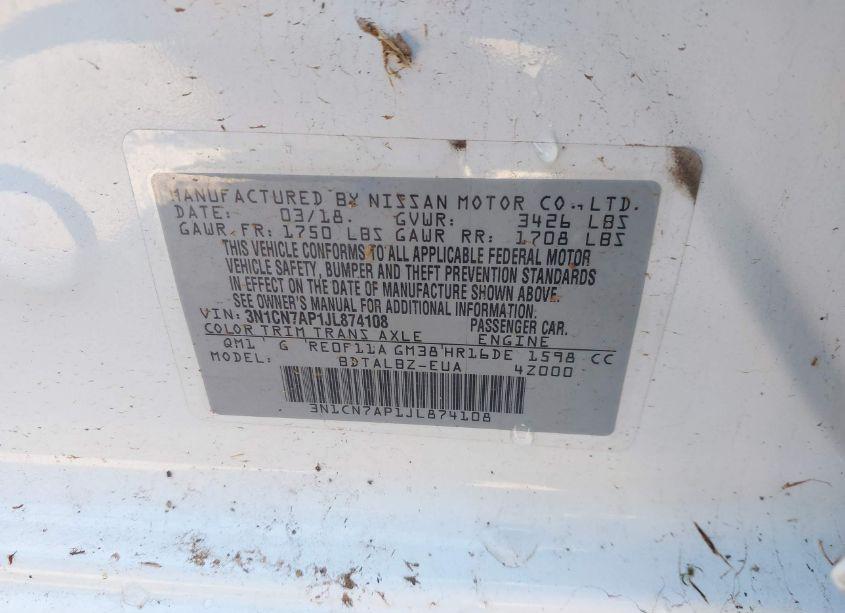 MANUFACTURED BY NISSAN MOTOR CO., LTD.
DATE: 03/18. GVWR: 3426 LBS
GAWR FR: 1750 LBS GAWR RR: 1708 LBS
THIS VEHICLE CONFORMS TO ALL APPLICABLE FEDERAL MOTOR
VEHICLE SAFETY, BUMPER AND THEFT PREVENTION STANDARDS
IN EFFECT ON THE DATE OF MANUFACTURE SHOWN ABOVE.
SEE OWNER'S MANUAL FOR ADDITIONAL INFORMATION.
VIN: 3N1CN7AP1JL874108 PASSENGER CAR.
COLOR TRIM TRANS AXLE ENGINE
QM1 G RE0F11A GM38 HR16DE 1598 CC
MODEL: BDTALBZ-EUA 4Z000
3N1CN7AP1JL874108